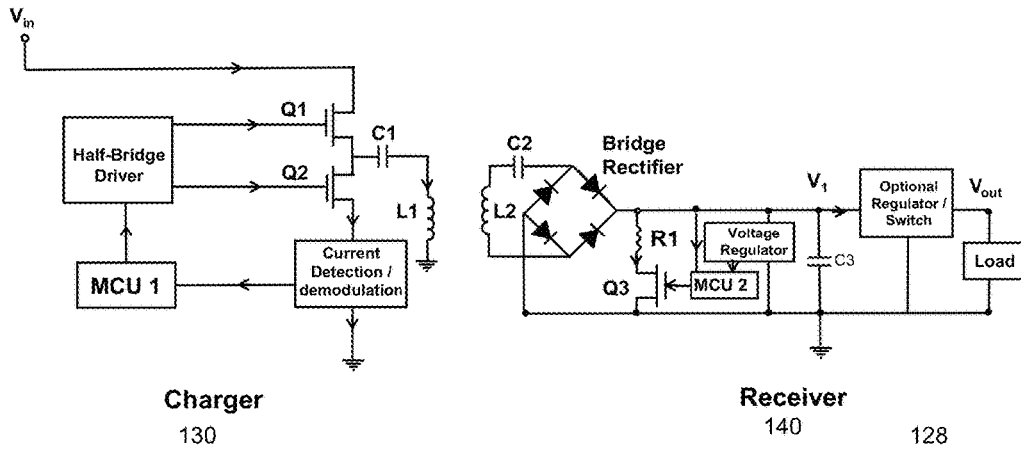 Vin
Half-Bridge
Driver
Q1
Q2
C1
L1
MCU 1
Current
Detection /
demodulation
Charger
130
C2
L2
Bridge
Rectifier
R1
Q3
MCU 2
Voltage
Regulator
V1
C3
Optional
Regulator /
Switch
Vout
Load
Receiver
140
128